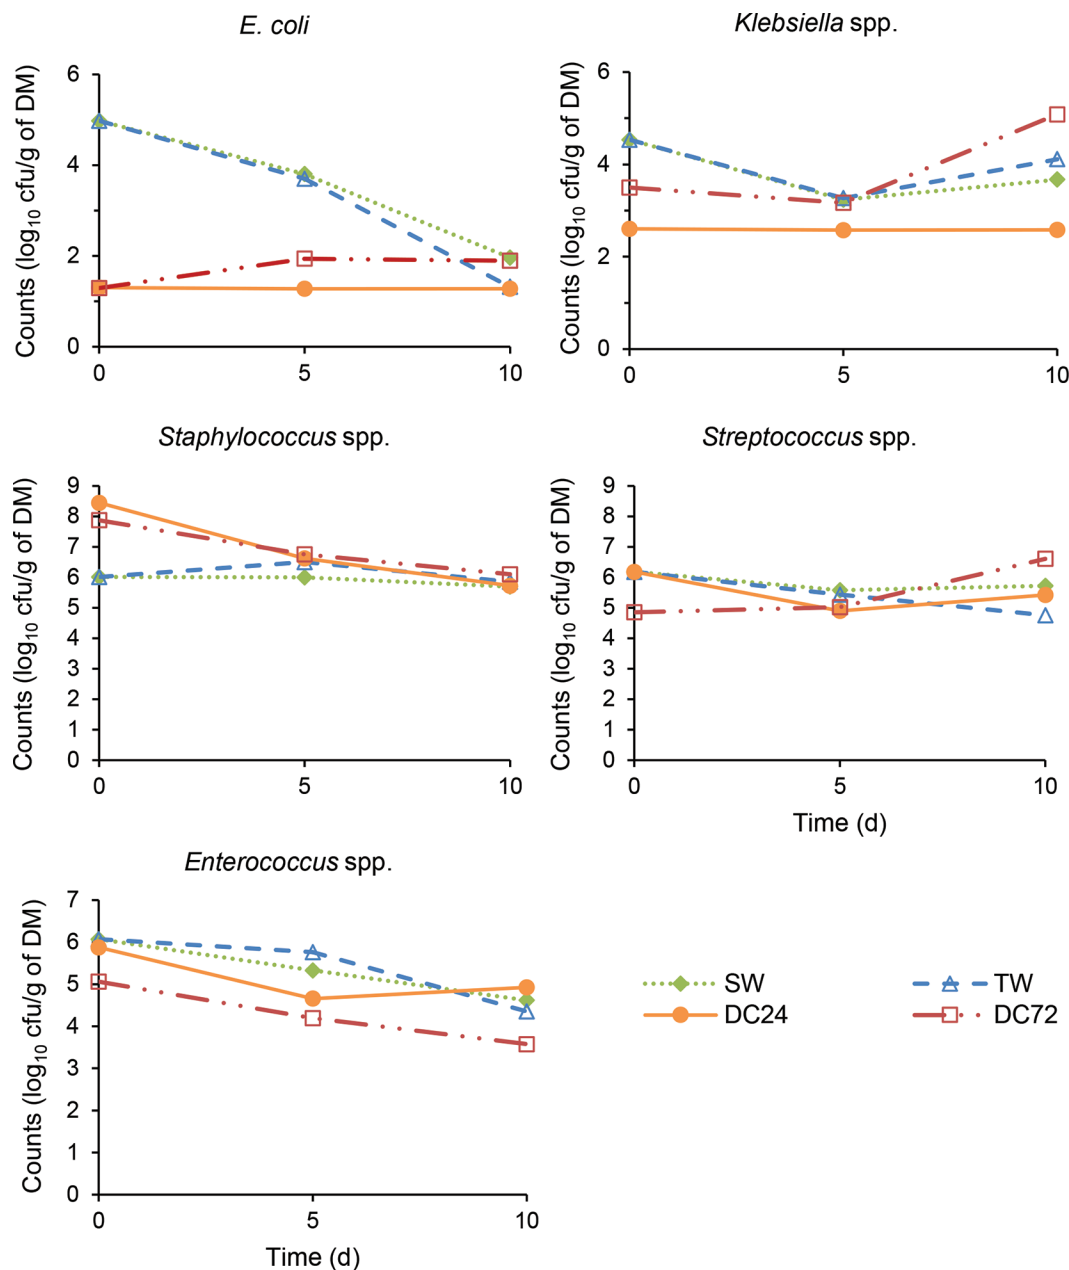 E. coli
Klebsiella spp.
Counts (log10 cfu/g of DM)
6
4
2
0
0 5 10
Counts (log10 cfu/g of DM)
6
4
2
0
0 5 10
Staphylococcus spp.
Streptococcus spp.
Counts (log10 cfu/g of DM)
9
8
7
6
5
4
3
2
1
0
0 5 10
Counts (log10 cfu/g of DM)
9
8
7
6
5
4
3
2
1
0
0 5 10
Time (d)
Enterococcus spp.
Counts (log10 cfu/g of DM)
7
6
5
4
3
2
1
0
0 5 10
Time (d)
SW TW
DC24 DC72